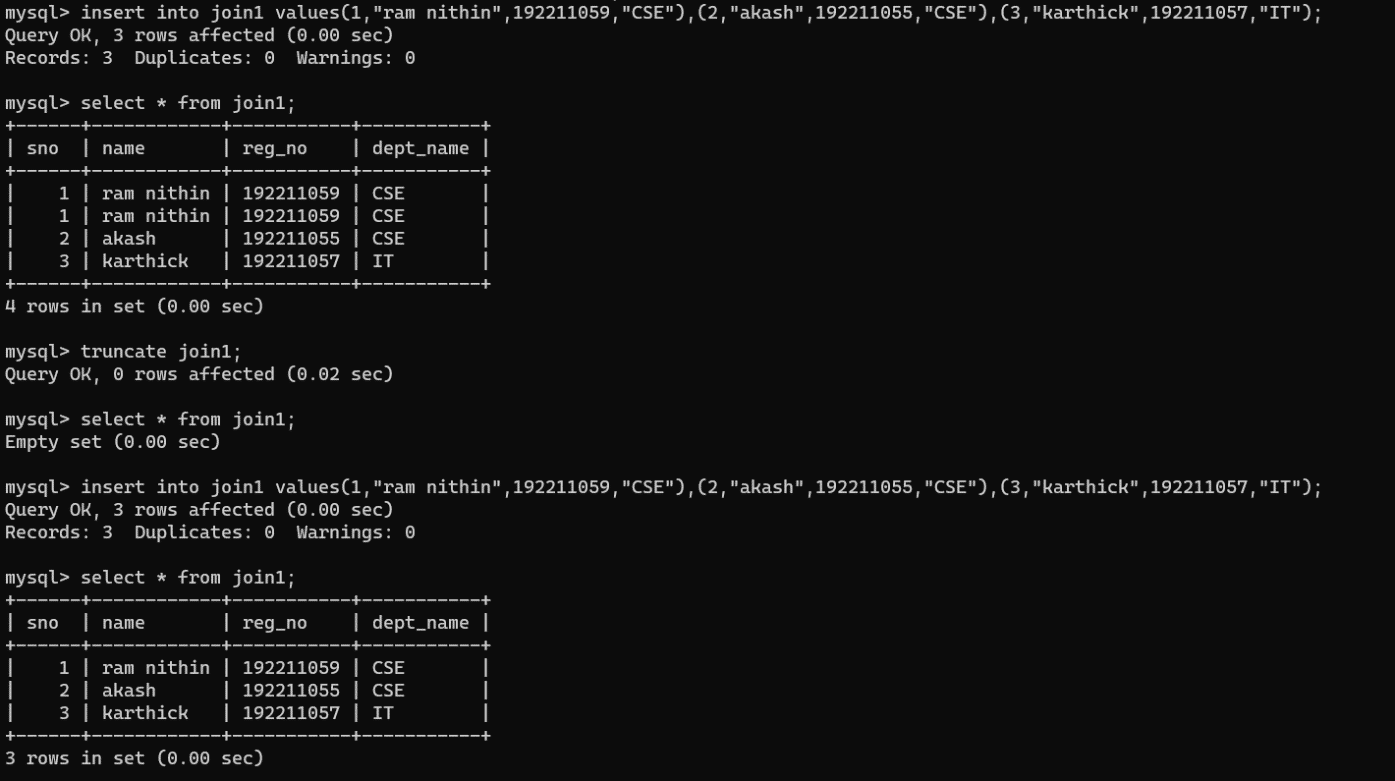 mysql> insert into join1 values(1,"ram nithin",192211059,"CSE"),(2,"akash",192211055,"CSE"),(3,"karthick",192211057,"IT");
Query OK, 3 rows affected (0.00 sec)
Records: 3  Duplicates: 0  Warnings: 0

mysql> select * from join1;
+------+------------+-----------+-----------+
| sno  | name       | reg_no    | dept_name |
+------+------------+-----------+-----------+
|    1 | ram nithin | 192211059 | CSE       |
|    1 | ram nithin | 192211059 | CSE       |
|    2 | akash      | 192211055 | CSE       |
|    3 | karthick   | 192211057 | IT        |
+------+------------+-----------+-----------+
4 rows in set (0.00 sec)

mysql> truncate join1;
Query OK, 0 rows affected (0.02 sec)

mysql> select * from join1;
Empty set (0.00 sec)

mysql> insert into join1 values(1,"ram nithin",192211059,"CSE"),(2,"akash",192211055,"CSE"),(3,"karthick",192211057,"IT");
Query OK, 3 rows affected (0.00 sec)
Records: 3  Duplicates: 0  Warnings: 0

mysql> select * from join1;
+------+------------+-----------+-----------+
| sno  | name       | reg_no    | dept_name |
+------+------------+-----------+-----------+
|    1 | ram nithin | 192211059 | CSE       |
|    2 | akash      | 192211055 | CSE       |
|    3 | karthick   | 192211057 | IT        |
+------+------------+-----------+-----------+
3 rows in set (0.00 sec)